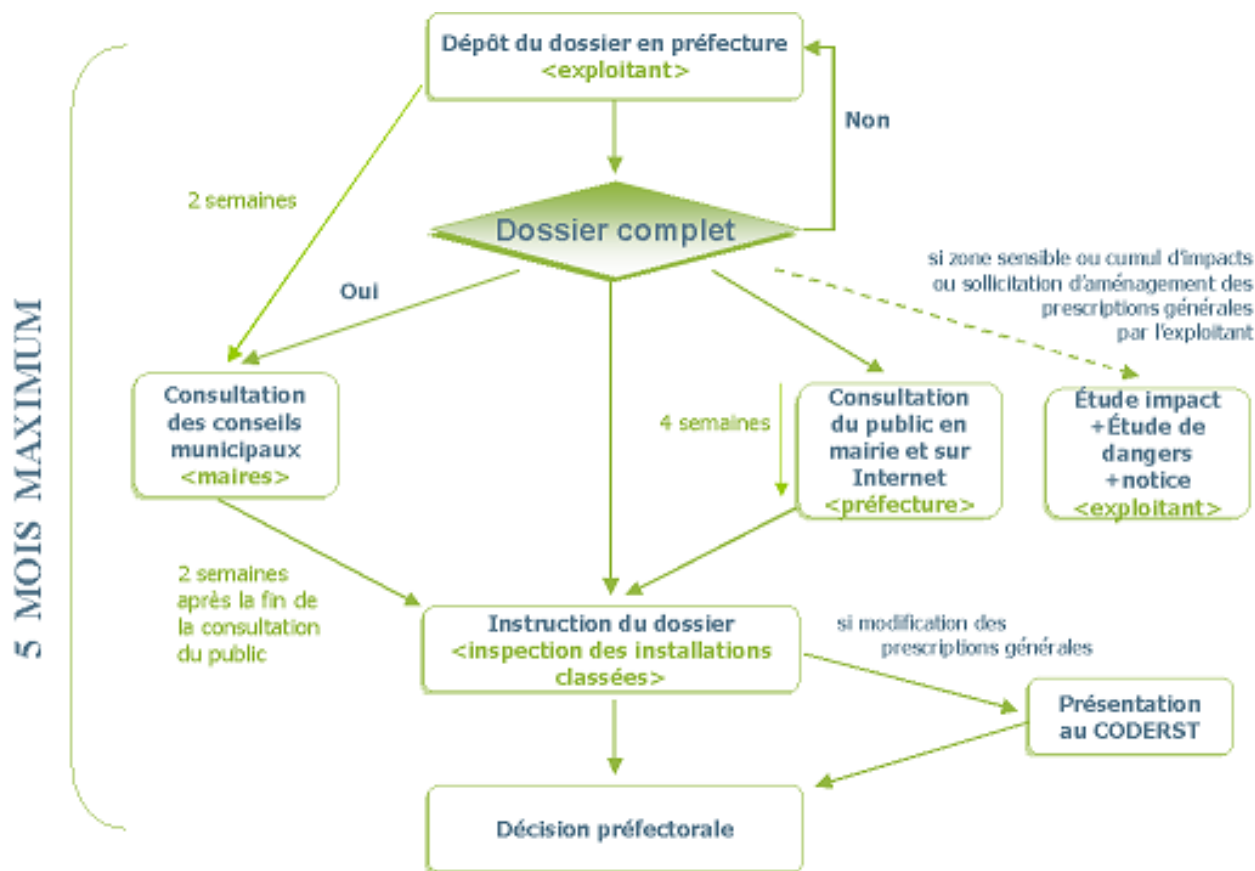 Dépôt du dossier en préfecture
<exploitant>
Non
2 semaines
Dossier complet
Oui
si zone sensible ou cumul d'impacts
ou sollicitation d'aménagement des
prescriptions générales
par l'exploitant
5 MOIS MAXIMUM
Consultation
des conseils
municipaux
<maires>
4 semaines
Consultation
du public en
mairie et sur
Internet
<préfecture>
Étude impact
+Étude de
dangers
+notice
<exploitant>
2 semaines
après la fin de
la consultation
du public
Instruction du dossier
<inspection des installations
classées>
si modification des
prescriptions générales
Présentation
au CODERST
Décision préfectorale